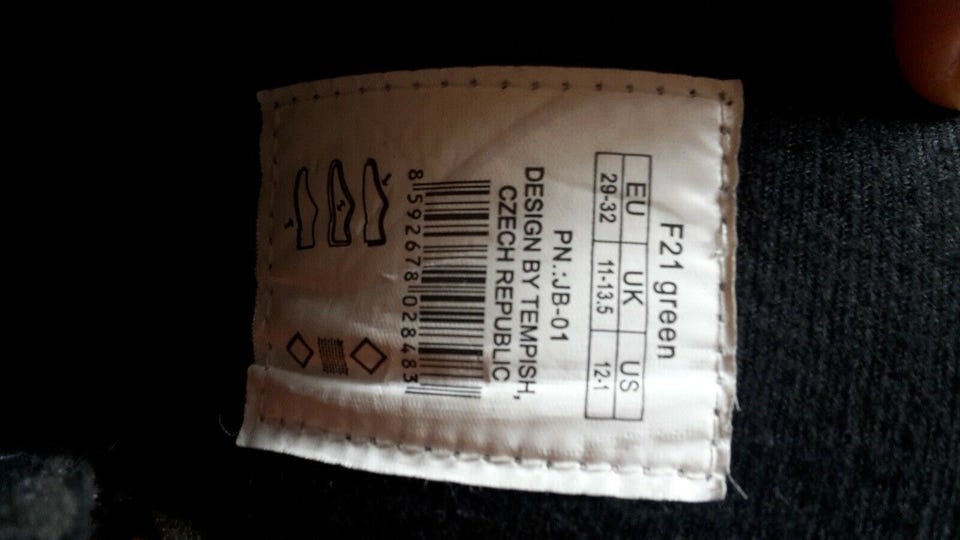 F21 green
EU UK US
29-32 11-13.5 12-1
PN.:JB-01
DESIGN BY TEMPISH,
CZECH REPUBLIC
8 592678 028483